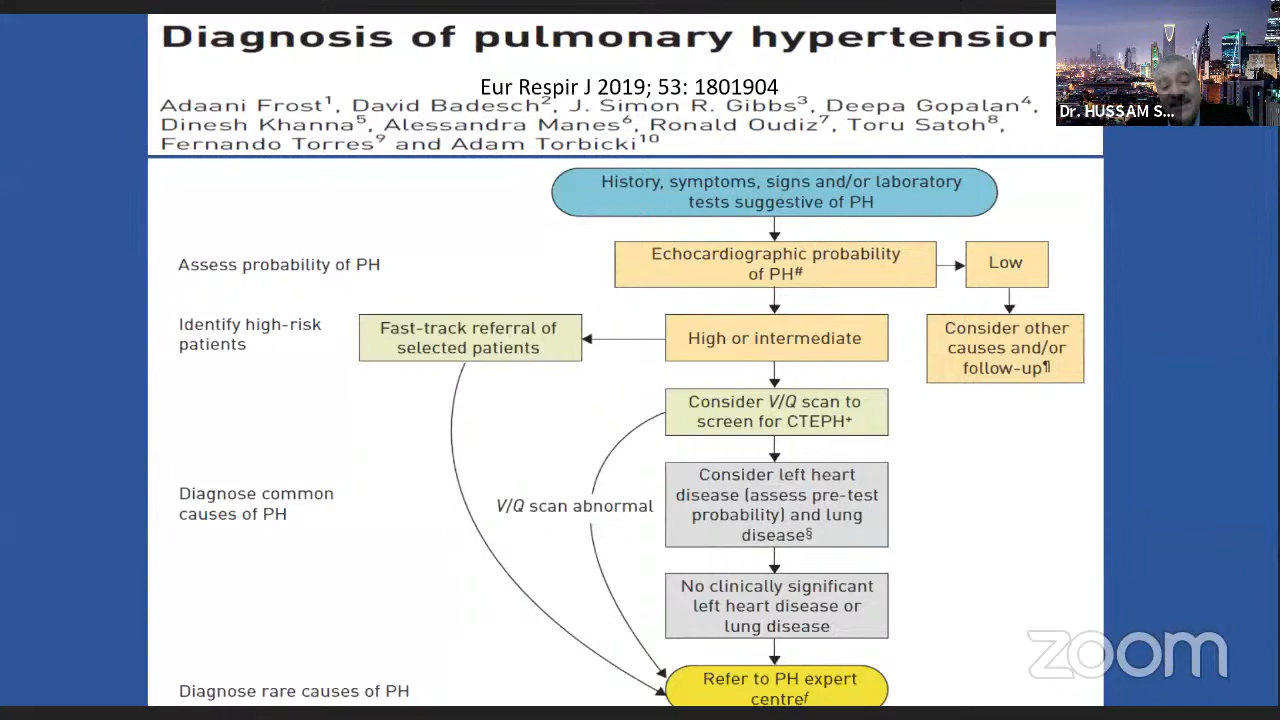 Diagnosis of pulmonary hypertension
Eur Respir J 2019; 53: 1801904
Adaani Frost1, David Badesch2, J. Simon R. Gibbs3, Deepa Gopalan4,
Dinesh Khanna5, Alessandra Manes6, Ronald Oudiz7, Toru Satoh8,
Fernando Torres9 and Adam Torbicki10
Dr. HUSSAM S...
History, symptoms, signs and/or laboratory
tests suggestive of PH
Assess probability of PH
Echocardiographic probability
of PH#
Low
Identify high-risk
patients
Fast-track referral of
selected patients
High or intermediate
Consider other
causes and/or
follow-up¶
Consider V/Q scan to
screen for CTEPH+
Diagnose common
causes of PH
V/Q scan abnormal
Consider left heart
disease (assess pre-test
probability) and lung
disease§
No clinically significant
left heart disease or
lung disease
Diagnose rare causes of PH
Refer to PH expert
centreƒ
zoom